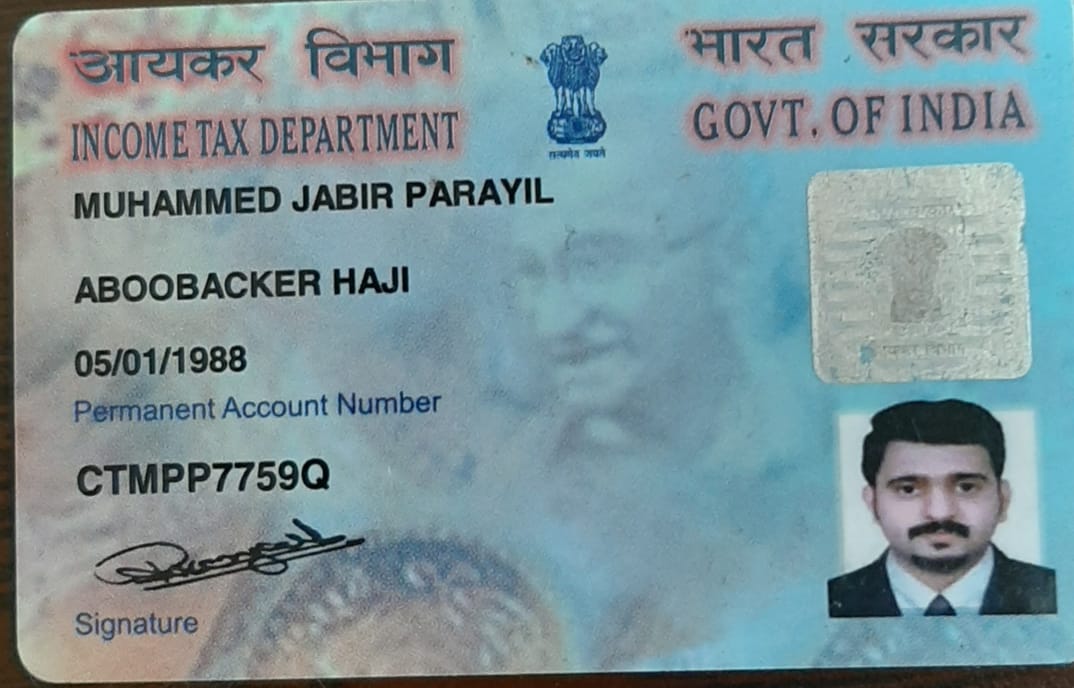 आयकर विभाग
INCOME TAX DEPARTMENT
सत्यमेव जयते
भारत सरकार
GOVT. OF INDIA
MUHAMMED JABIR PARAYIL
ABOOBACKER HAJI
05/01/1988
Permanent Account Number
CTMPP7759Q
Signature